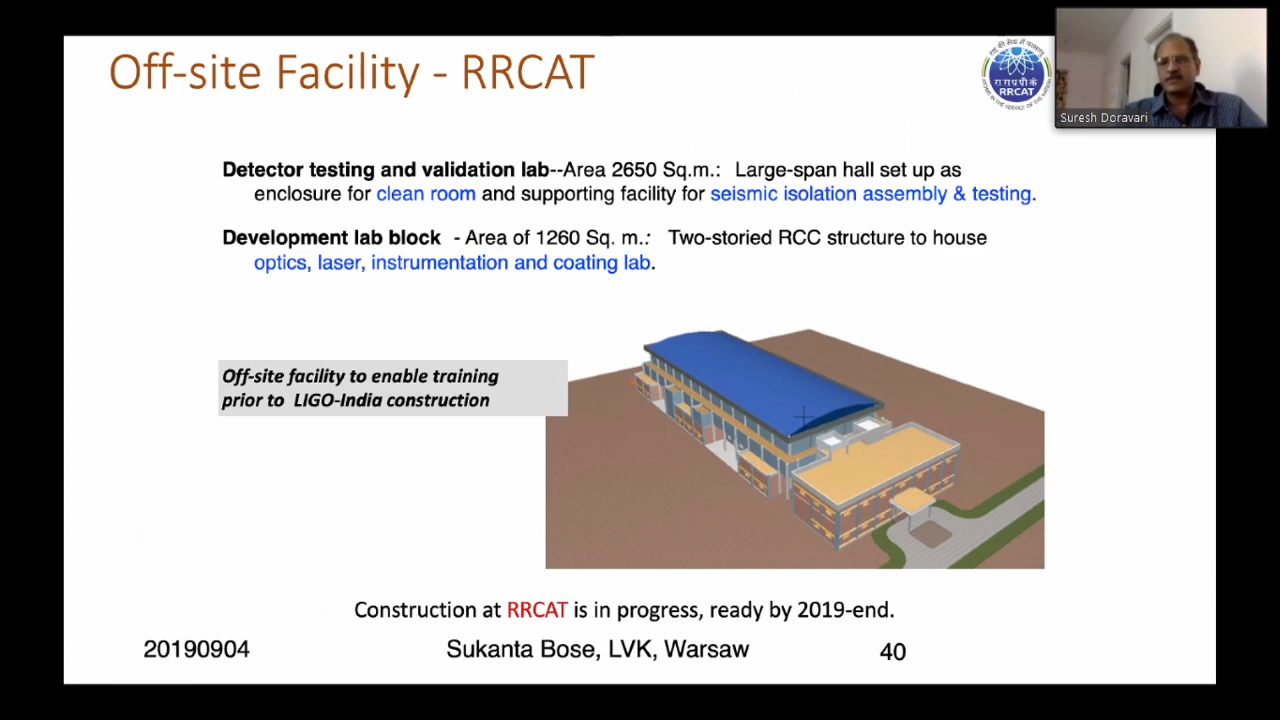 Off-site Facility - RRCAT
RRCAT
Suresh Doravari
Detector testing and validation lab--Area 2650 Sq.m.: Large-span hall set up as
enclosure for clean room and supporting facility for seismic isolation assembly & testing.
Development lab block - Area of 1260 Sq. m.: Two-storied RCC structure to house
optics, laser, instrumentation and coating lab.
Off-site facility to enable training
prior to LIGO-India construction
Construction at RRCAT is in progress, ready by 2019-end.
20190904 Sukanta Bose, LVK, Warsaw 40